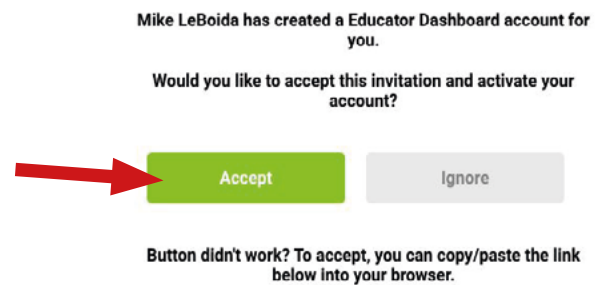 Mike LeBoida has created a Educator Dashboard account for
you.
Would you like to accept this invitation and activate your
account?
Accept
Ignore
Button didn't work? To accept, you can copy/paste the link
below into your browser.